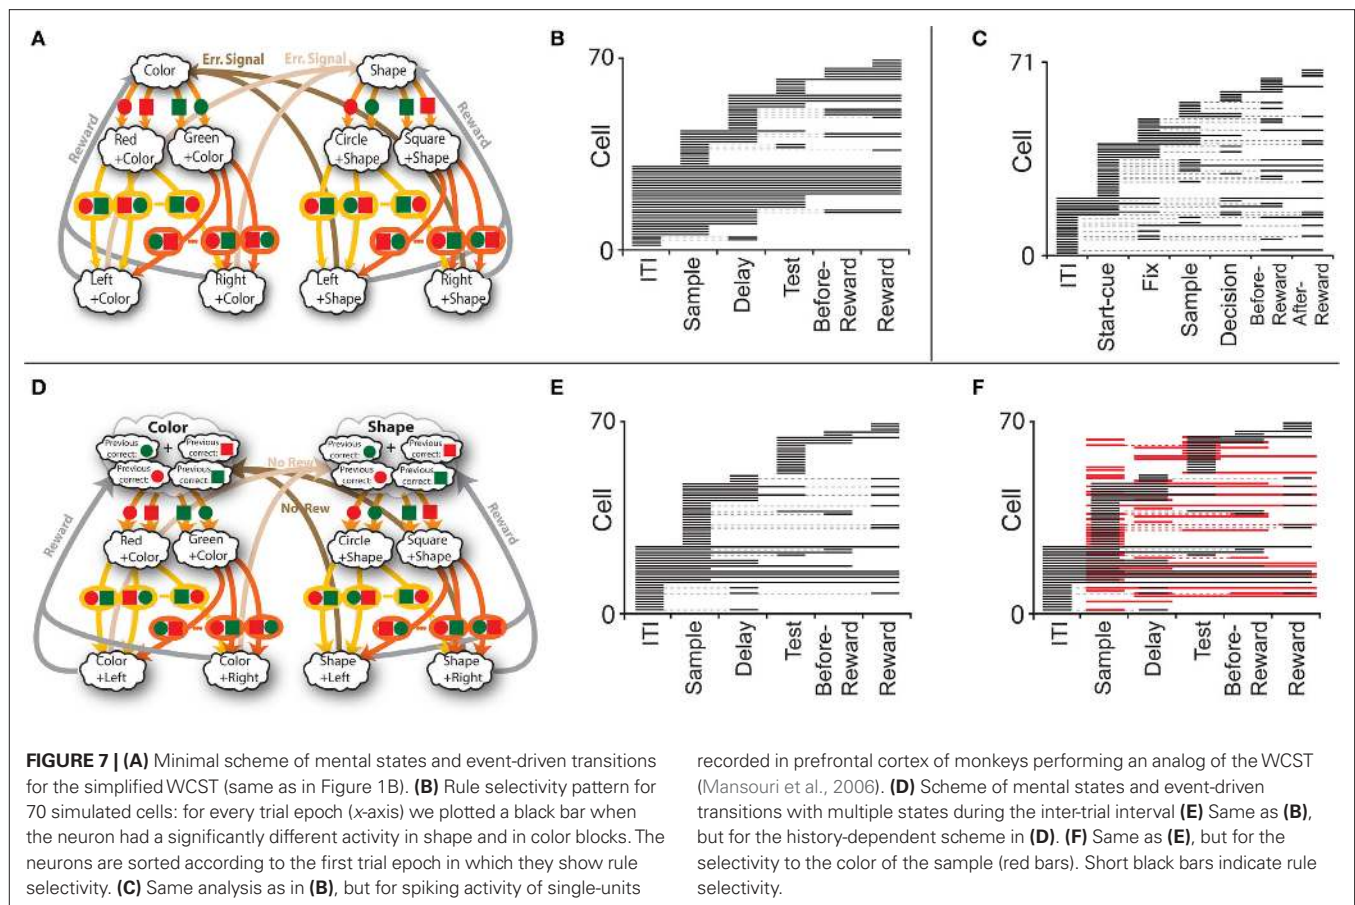 A
Err. Signal
Err. Signal
Color
Shape
Reward
Reward
Red
+Color
Green
+Color
Circle
+Shape
Square
+Shape
Left
+Color
Right
+Color
Left
+Shape
Right
+Shape
B
70
Cell
0
ITI
Sample
Delay
Test
Before-
Reward
Reward
C
71
Cell
0
ITI
Start-cue
Fix
Sample
Decision
Before-
Reward
After-
Reward
D
Color
Shape
Previous
correct:
+
Previous
correct:
Previous
correct:
Previous
correct:
Previous
correct:
+
Previous
correct:
Previous
correct:
Previous
correct:
No Rew
No Rew
Reward
Reward
Red
+Color
Green
+Color
Circle
+Shape
Square
+Shape
Color
+Left
Color
+Right
Shape
+Left
Shape
+Right
E
70
Cell
0
ITI
Sample
Delay
Test
Before-
Reward
Reward
F
70
Cell
0
ITI
Sample
Delay
Test
Before-
Reward
Reward
FIGURE 7 | (A) Minimal scheme of mental states and event-driven transitions
for the simplified WCST (same as in Figure 1B). (B) Rule selectivity pattern for
70 simulated cells: for every trial epoch (x-axis) we plotted a black bar when
the neuron had a significantly different activity in shape and in color blocks. The
neurons are sorted according to the first trial epoch in which they show rule
selectivity. (C) Same analysis as in (B), but for spiking activity of single-units
recorded in prefrontal cortex of monkeys performing an analog of the WCST
(Mansouri et al., 2006). (D) Scheme of mental states and event-driven
transitions with multiple states during the inter-trial interval (E) Same as (B),
but for the history-dependent scheme in (D). (F) Same as (E), but for the
selectivity to the color of the sample (red bars). Short black bars indicate rule
selectivity.